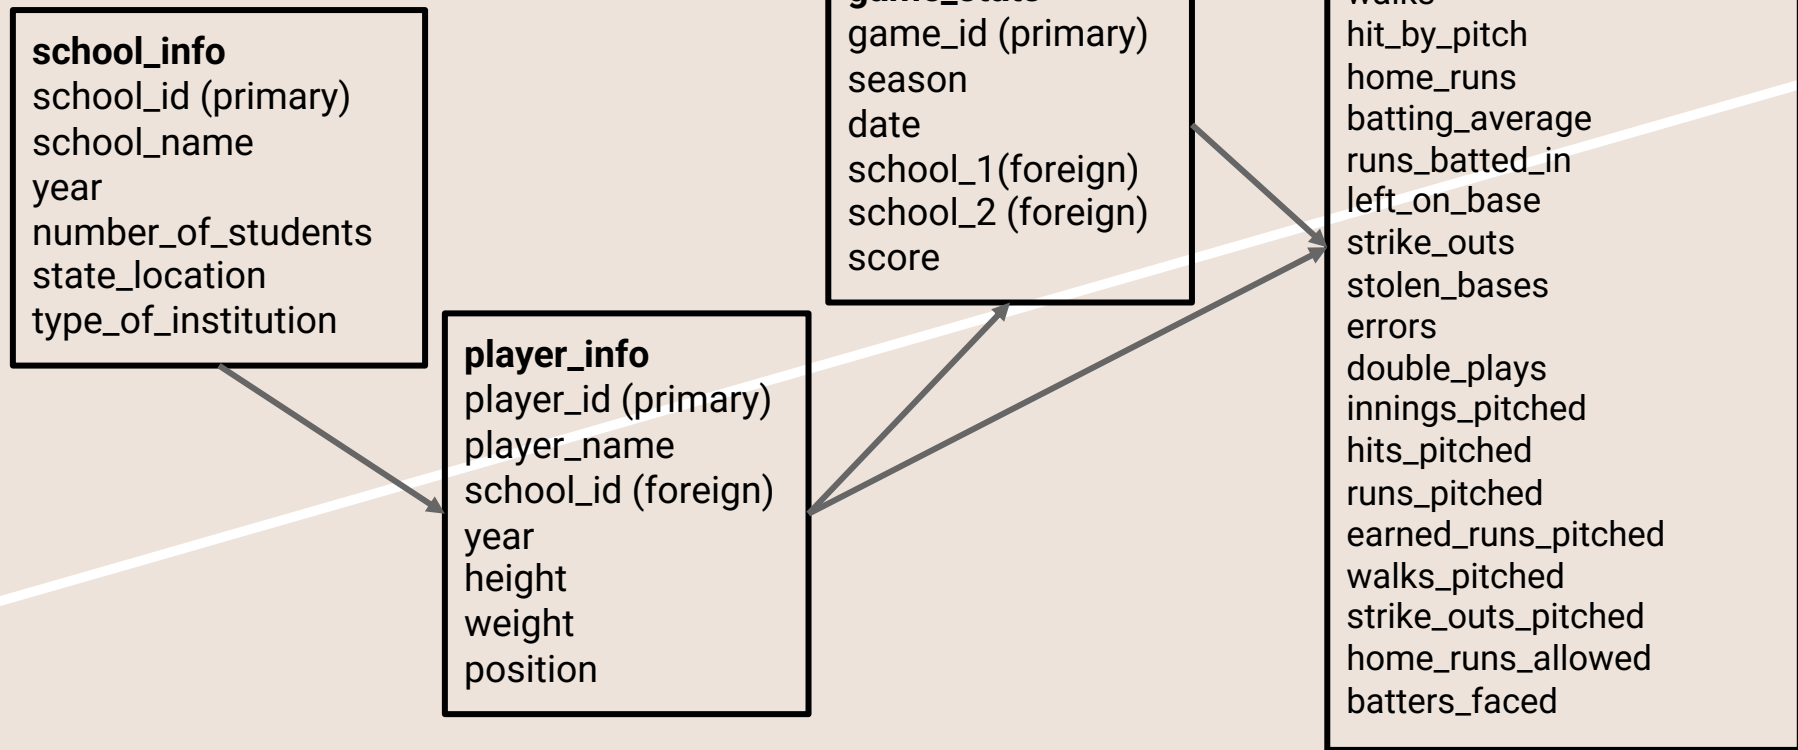 school_info
school_id (primary)
school_name
year
number_of_students
state_location
type_of_institution
player_info
player_id (primary)
player_name
school_id (foreign)
year
height
weight
position
game_stats
game_id (primary)
season
date
school_1(foreign)
school_2 (foreign)
score
walks
hit_by_pitch
home_runs
batting_average
runs_batted_in
left_on_base
strike_outs
stolen_bases
errors
double_plays
innings_pitched
hits_pitched
runs_pitched
earned_runs_pitched
walks_pitched
strike_outs_pitched
home_runs_allowed
batters_faced